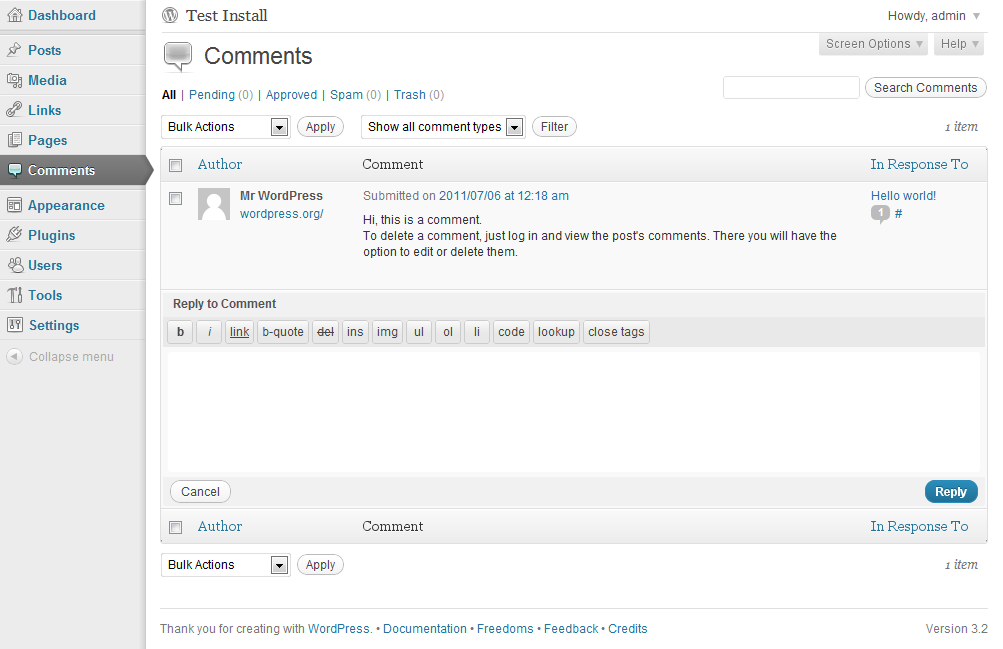 Dashboard
Posts
Media
Links
Pages
Comments
Appearance
Plugins
Users
Tools
Settings
Collapse menu
Test Install
Howdy, admin
Screen Options
Help
Comments
All | Pending (0) | Approved | Spam (0) | Trash (0)
Search Comments
Bulk Actions Apply Show all comment types Filter 1 item
Author Comment In Response To
Mr WordPress
wordpress.org/
Submitted on 2011/07/06 at 12:18 am
Hi, this is a comment.
To delete a comment, just log in and view the post's comments. There you will have the
option to edit or delete them.
Hello world!
1 #
Reply to Comment
b i link b-quote del ins img ul ol li code lookup close tags
Cancel Reply
Author Comment In Response To
Bulk Actions Apply 1 item
Thank you for creating with WordPress. • Documentation • Freedoms • Feedback • Credits Version 3.2